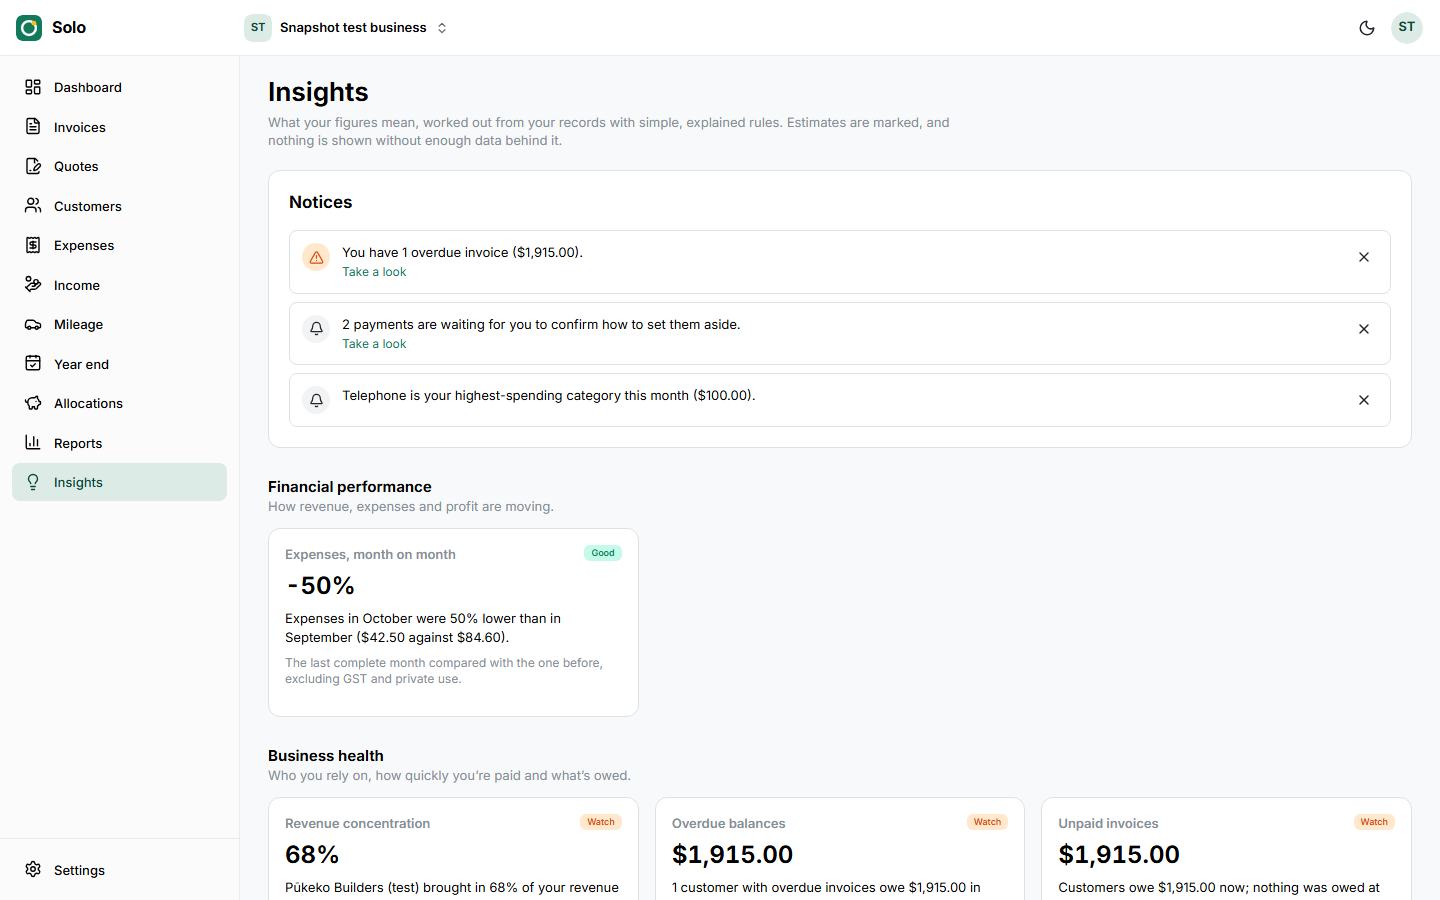 Solo
ST
Snapshot test business
ST
Dashboard
Invoices
Quotes
Customers
Expenses
Income
Mileage
Year end
Allocations
Reports
Insights
Settings
Insights
What your figures mean, worked out from your records with simple, explained rules. Estimates are marked, and
nothing is shown without enough data behind it.
Notices
You have 1 overdue invoice ($1,915.00).
Take a look
2 payments are waiting for you to confirm how to set them aside.
Take a look
Telephone is your highest-spending category this month ($100.00).
Financial performance
How revenue, expenses and profit are moving.
Expenses, month on month
Good
-50%
Expenses in October were 50% lower than in
September ($42.50 against $84.60).
The last complete month compared with the one before,
excluding GST and private use.
Business health
Who you rely on, how quickly you’re paid and what’s owed.
Revenue concentration
Watch
68%
Pūkeko Builders (test) brought in 68% of your revenue
Overdue balances
Watch
$1,915.00
1 customer with overdue invoices owe $1,915.00 in
Unpaid invoices
Watch
$1,915.00
Customers owe $1,915.00 now; nothing was owed at